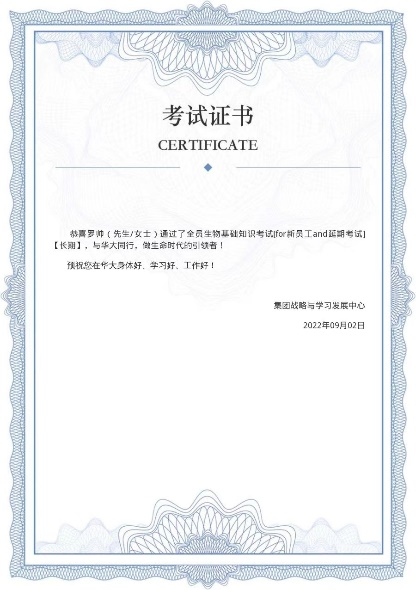 考试证书
CERTIFICATE
恭喜罗帅（先生/女士）通过了全员生物基础知识考试[for新员工and延期考试]
【长期】，与华大同行，做生命时代的引领者！
预祝您在华大身体好、学习好、工作好！
集团战略与学习发展中心
2022年09月02日